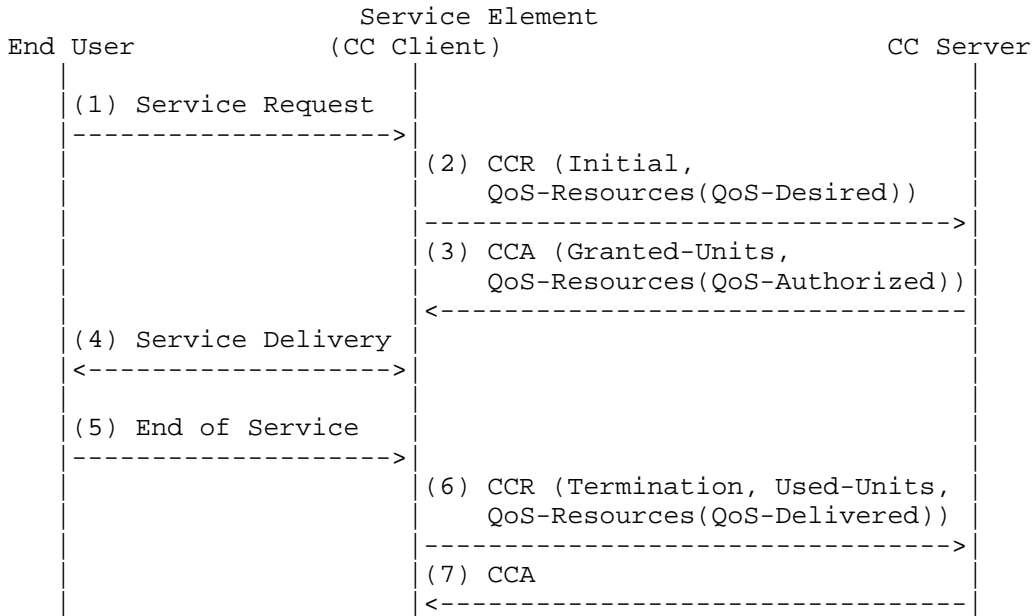 Service Element
End User (CC Client) CC Server
(1) Service Request
(2) CCR (Initial,
QoS-Resources(QoS-Desired))
(3) CCA (Granted-Units,
QoS-Resources(QoS-Authorized))
(4) Service Delivery
(5) End of Service
(6) CCR (Termination, Used-Units,
QoS-Resources(QoS-Delivered))
(7) CCA